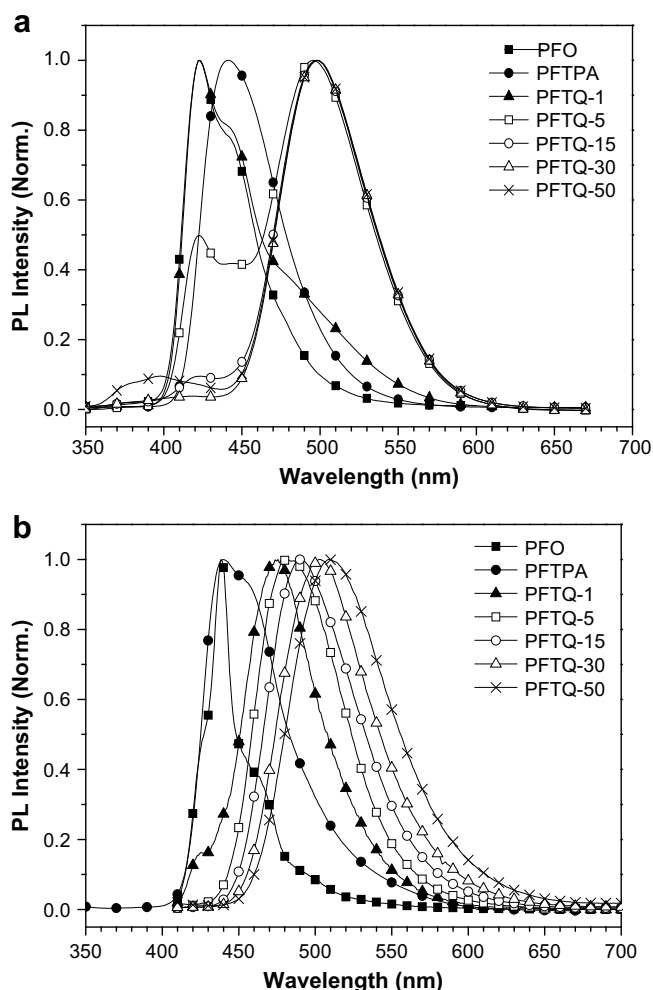 a
PL Intensity (Norm.)
1.0
0.8
0.6
0.4
0.2
0.0
PFO
PFTPA
PFTQ-1
PFTQ-5
PFTQ-15
PFTQ-30
PFTQ-50
350 400 450 500 550 600 650 700
Wavelength (nm)
b
PL Intensity (Norm.)
1.0
0.8
0.6
0.4
0.2
0.0
PFO
PFTPA
PFTQ-1
PFTQ-5
PFTQ-15
PFTQ-30
PFTQ-50
350 400 450 500 550 600 650 700
Wavelength (nm)